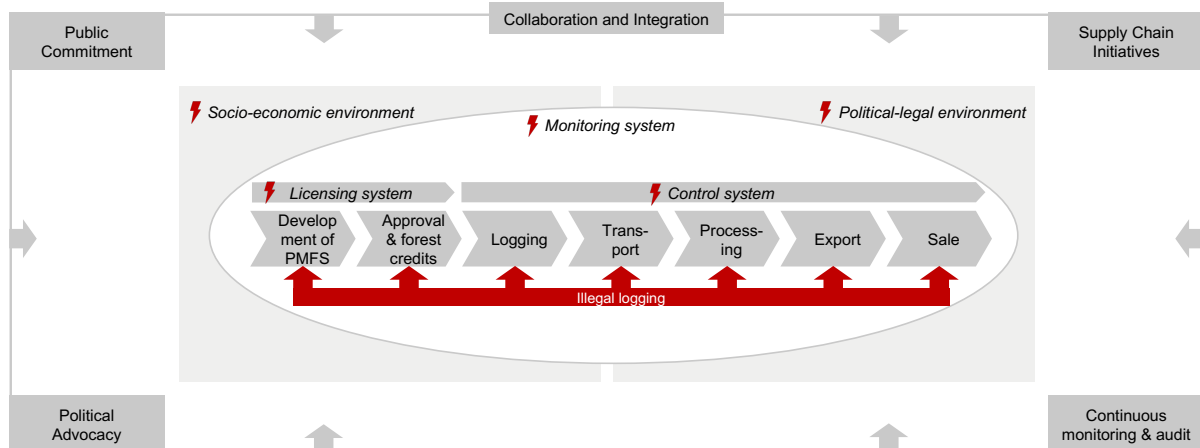 Collaboration and Integration
Public
Commitment
Supply Chain
Initiatives
Socio-economic environment
Political-legal environment
Monitoring system
Licensing system
Control system
Develop
ment of
PMFS
Approval
& forest
credits
Logging
Trans-
port
Process-
ing
Export
Sale
Illegal logging
Political
Advocacy
Continuous
monitoring & audit